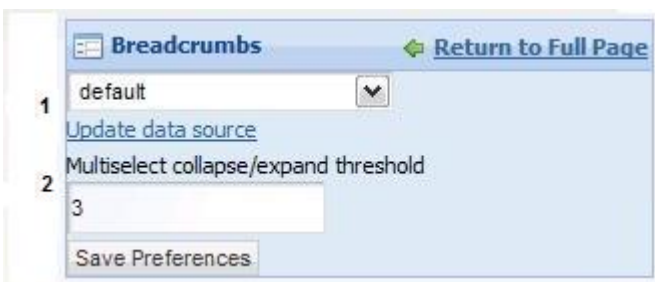 Breadcrumbs Return to Full Page
1 default
Update data source
Multiselect collapse/expand threshold
2
3
Save Preferences